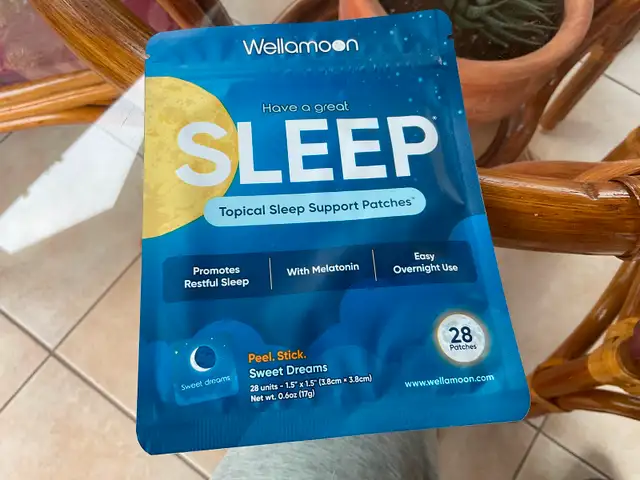 Wellamoon
Have a great
SLEEP
Topical Sleep Support Patches™
Promotes
Restful Sleep
With Melatonin
Easy
Overnight Use
28
Patches
Sweet dreams
Peel. Stick.
Sweet Dreams
28 units - 1.5" x 1.5" (3.8cm × 3.8cm)
Net wt. 0.6oz (17g)
www.wellamoon.com